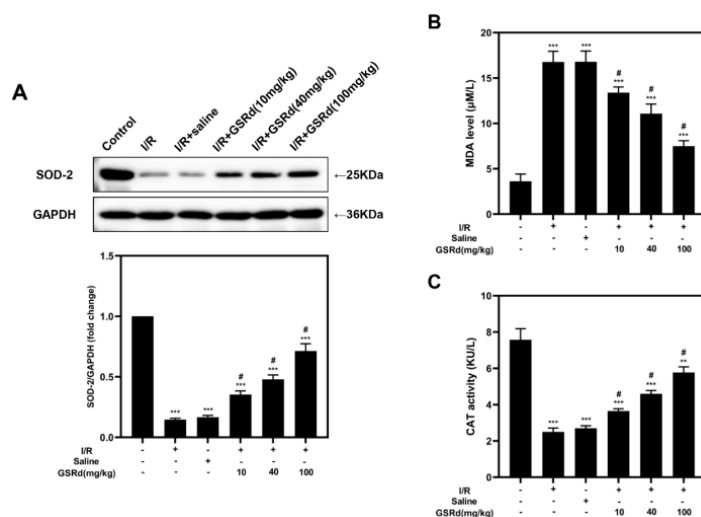 A
Control
I/R
I/R+saline
I/R+GSRd(10mg/kg)
I/R+GSRd(40mg/kg)
I/R+GSRd(100mg/kg)
SOD-2
←25KDa
GAPDH
←36KDa
SOD-2/GAPDH (fold change)
1.5
1.0
0.5
0.0
*** *** *** *** ***
# # #
I/R - + - + + +
Saline - - + - - -
GSRd(mg/kg) - - - 10 40 100
B
MDA level (μM/L)
20
15
10
5
0
*** *** *** *** ***
# # #
I/R - + - + + +
Saline - - + - - -
GSRd(mg/kg) - - - 10 40 100
C
CAT activity (KU/L)
8
6
4
2
0
*** *** *** *** **
# # #
I/R - + - + + +
Saline - - + - - -
GSRd(mg/kg) - - - 10 40 100